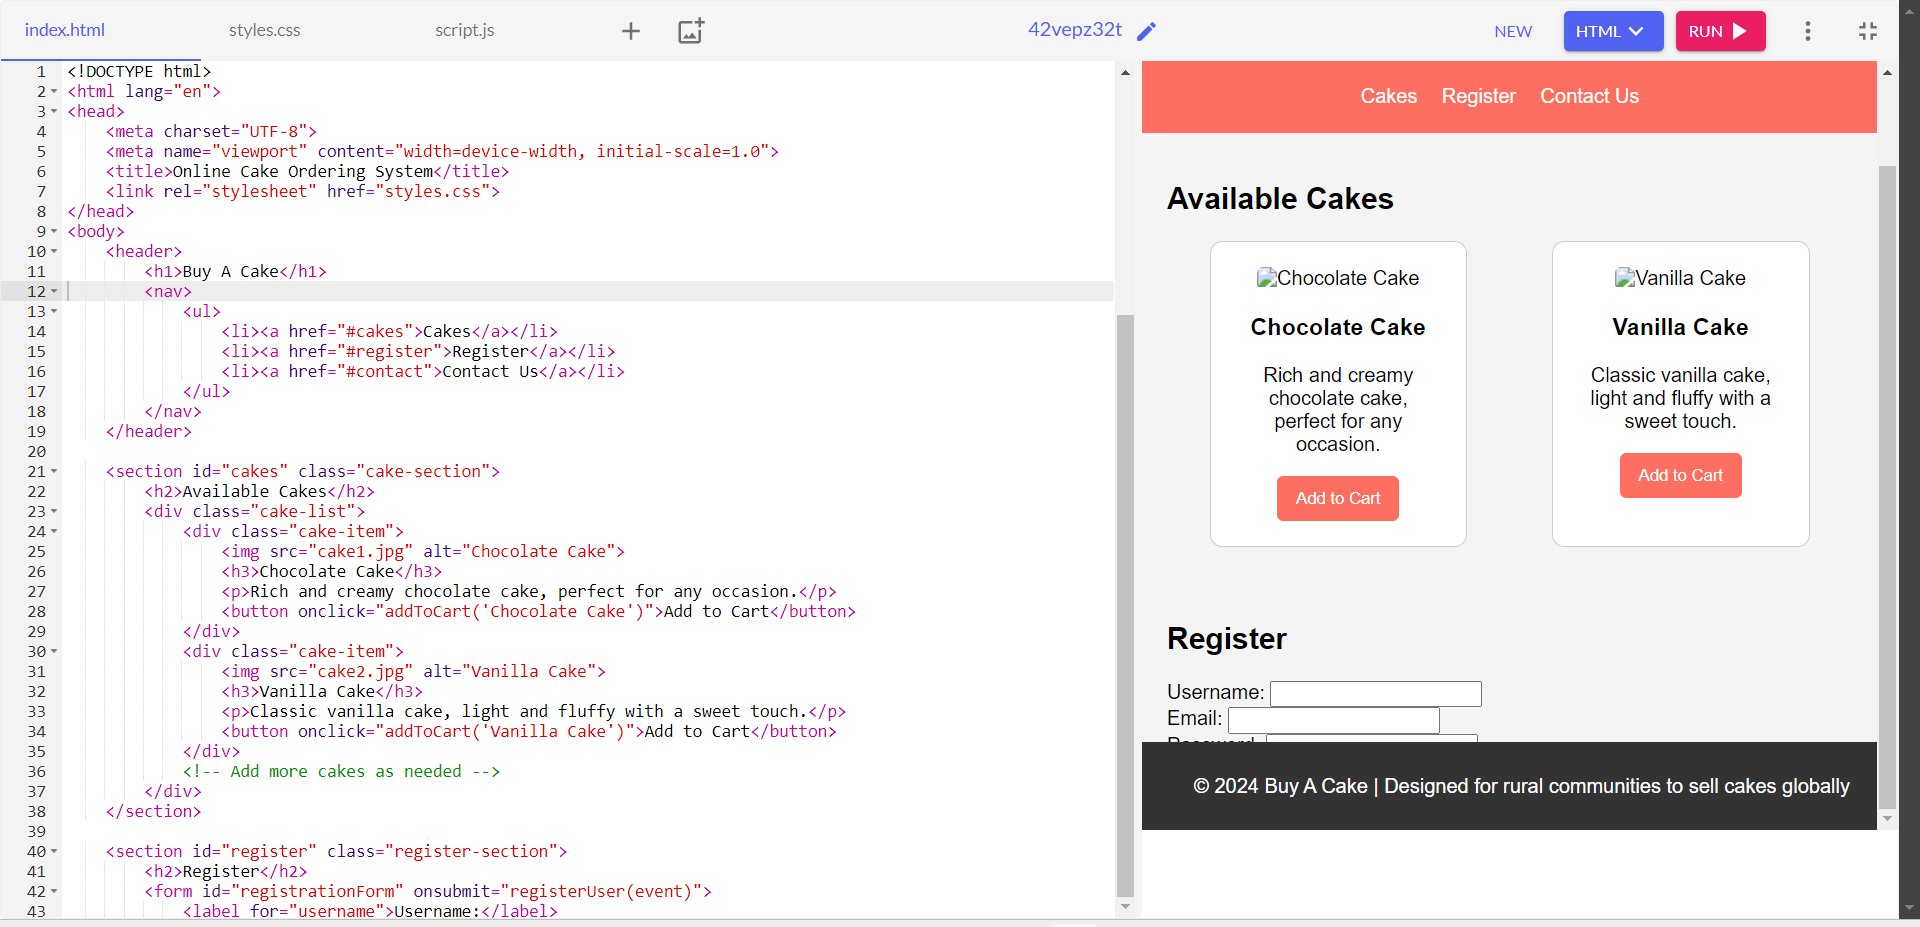 index.html
styles.css
script.js
42vepz32t
NEW
HTML
RUN
1 <!DOCTYPE html>
2 <html lang="en">
3 <head>
4 <meta charset="UTF-8">
5 <meta name="viewport" content="width=device-width, initial-scale=1.0">
6 <title>Online Cake Ordering System</title>
7 <link rel="stylesheet" href="styles.css">
8 </head>
9 <body>
10 <header>
11 <h1>Buy A Cake</h1>
12 <nav>
13 <ul>
14 <li><a href="#cakes">Cakes</a></li>
15 <li><a href="#register">Register</a></li>
16 <li><a href="#contact">Contact Us</a></li>
17 </ul>
18 </nav>
19 </header>
20
21 <section id="cakes" class="cake-section">
22 <h2>Available Cakes</h2>
23 <div class="cake-list">
24 <div class="cake-item">
25 <img src="cake1.jpg" alt="Chocolate Cake">
26 <h3>Chocolate Cake</h3>
27 <p>Rich and creamy chocolate cake, perfect for any occasion.</p>
28 <button onclick="addToCart('Chocolate Cake')">Add to Cart</button>
29 </div>
30 <div class="cake-item">
31 <img src="cake2.jpg" alt="Vanilla Cake">
32 <h3>Vanilla Cake</h3>
33 <p>Classic vanilla cake, light and fluffy with a sweet touch.</p>
34 <button onclick="addToCart('Vanilla Cake')">Add to Cart</button>
35 </div>
36 <!-- Add more cakes as needed -->
37 </div>
38 </section>
39
40 <section id="register" class="register-section">
41 <h2>Register</h2>
42 <form id="registrationForm" onsubmit="registerUser(event)">
43 <label for="username">Username:</label>
Cakes Register Contact Us
Available Cakes
Chocolate Cake
Chocolate Cake
Rich and creamy
chocolate cake,
perfect for any
occasion.
Add to Cart
Vanilla Cake
Vanilla Cake
Classic vanilla cake,
light and fluffy with a
sweet touch.
Add to Cart
Register
Username:
Email:
© 2024 Buy A Cake | Designed for rural communities to sell cakes globally